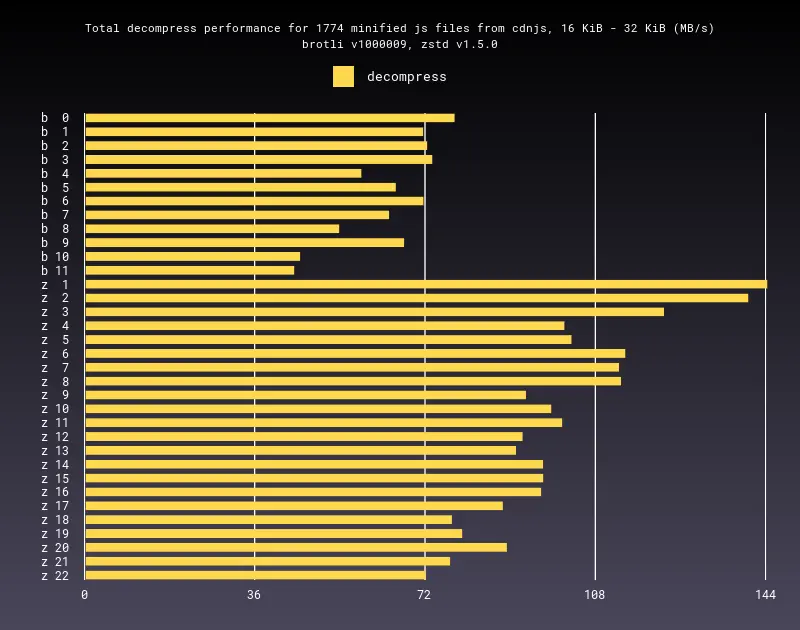 Total decompress performance for 1774 minified js files from cdnjs, 16 KiB - 32 KiB (MB/s)
brotli v1000009, zstd v1.5.0
decompress
b 0
b 1
b 2
b 3
b 4
b 5
b 6
b 7
b 8
b 9
b 10
b 11
z 1
z 2
z 3
z 4
z 5
z 6
z 7
z 8
z 9
z 10
z 11
z 12
z 13
z 14
z 15
z 16
z 17
z 18
z 19
z 20
z 21
z 22
0 36 72 108 144